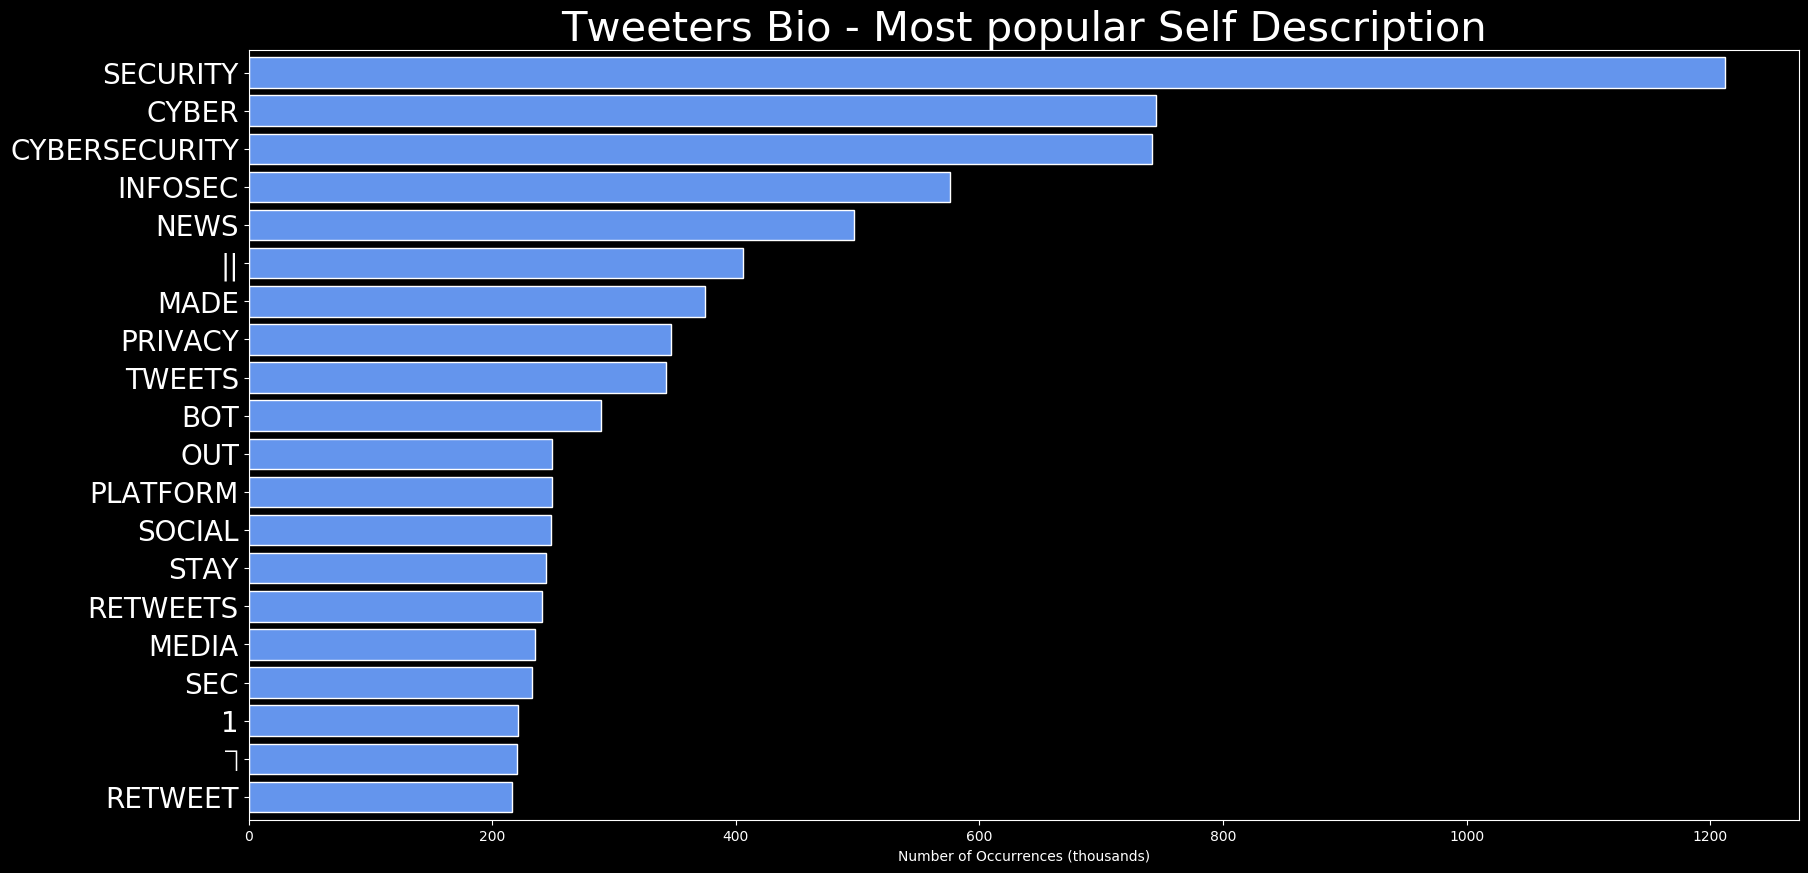 Tweeters Bio - Most popular Self Description
SECURITY
CYBER
CYBERSECURITY
INFOSEC
NEWS
||
MADE
PRIVACY
TWEETS
BOT
OUT
PLATFORM
SOCIAL
STAY
RETWEETS
MEDIA
SEC
1
RETWEET
0 200 400 600 800 1000 1200
Number of Occurrences (thousands)